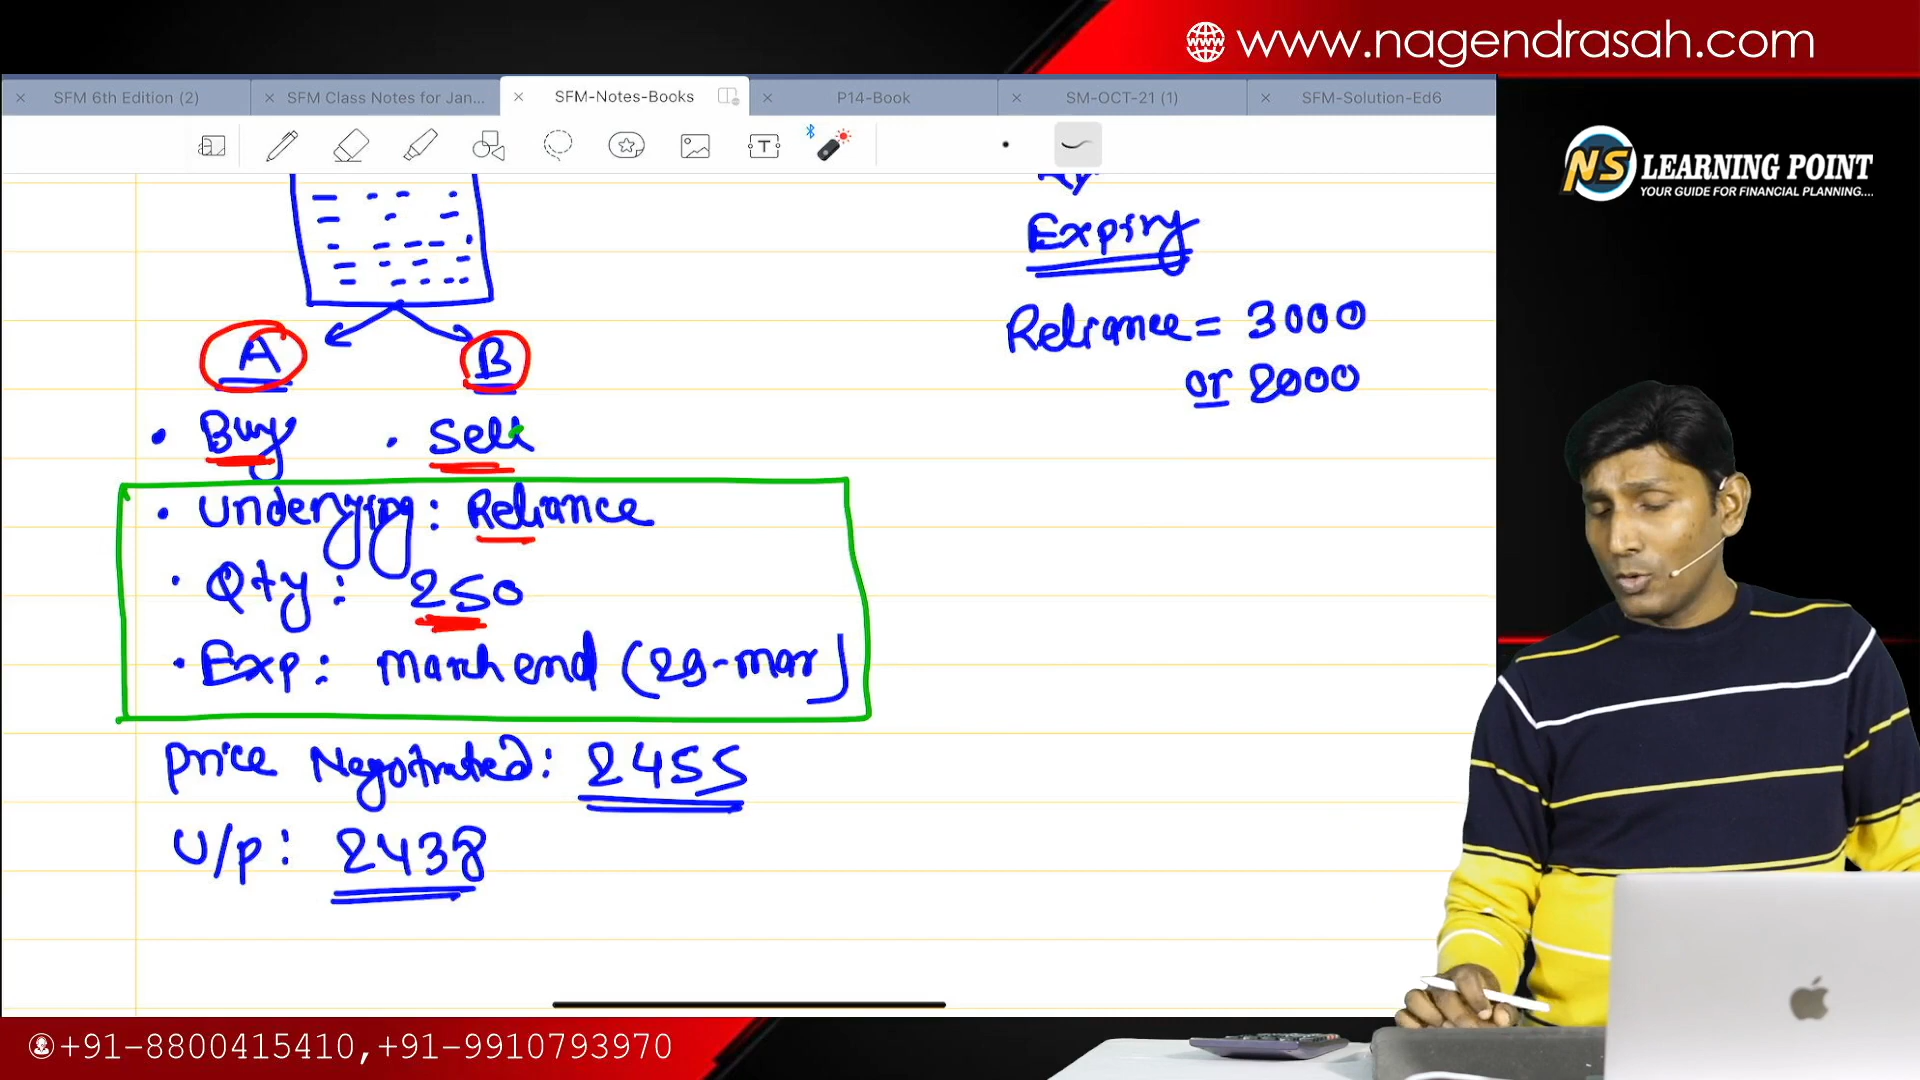 www.nagendrasah.com
SFM 6th Edition (2)
SFM Class Notes for Jan...
SFM-Notes-Books
P14-Book
SM-OCT-21 (1)
SFM-Solution-Ed6
NS LEARNING POINT
YOUR GUIDE FOR FINANCIAL PLANNING....
Expiry
Reliance = 3000
or 2000
A B
• Buy • Sell
• Underlying: Reliance
• Qty: 250
• Exp: March end (29-mar)
Price Negotiated: 2455
U/p: 2438
+91-8800415410,+91-9910793970